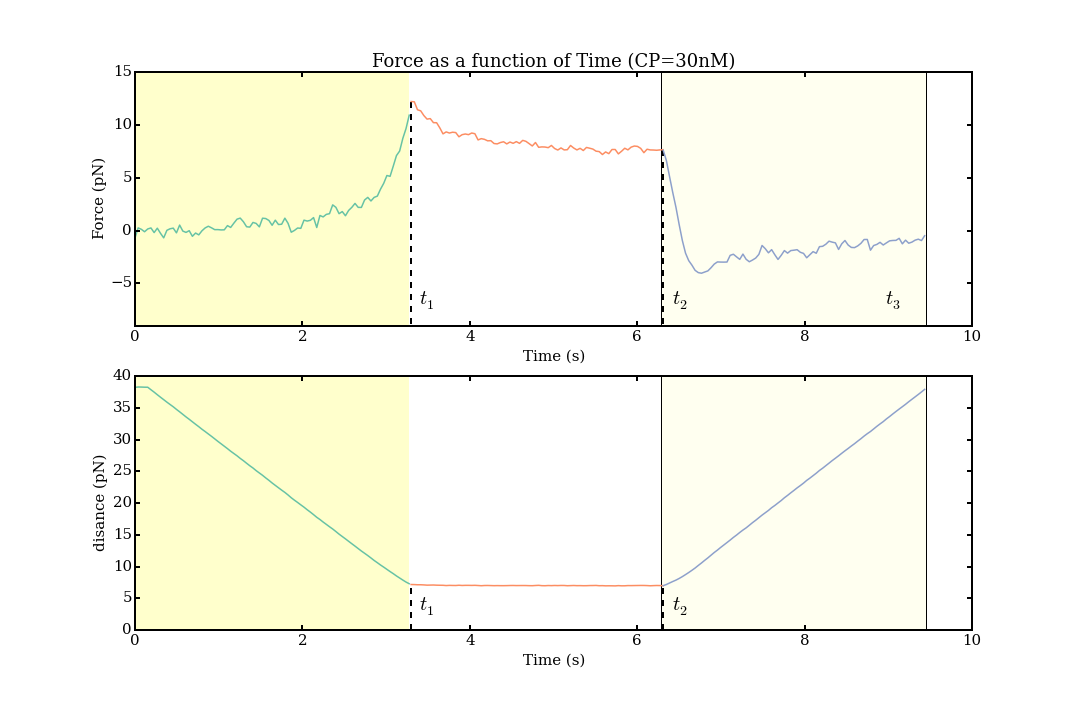 Force as a function of Time (CP=30nM)
15
10
5
0
−5
Force (pN)
t1
t2
t3
0 2 4 6 8 10
Time (s)
40
35
30
25
20
15
10
5
0
disance (pN)
t1
t2
0 2 4 6 8 10
Time (s)